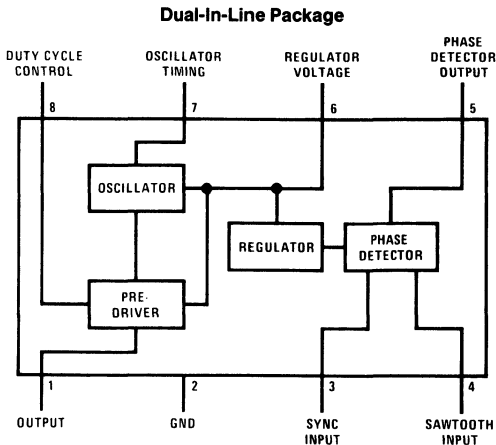 Dual-In-Line Package
DUTY CYCLE
CONTROL
OSCILLATOR
TIMING
REGULATOR
VOLTAGE
PHASE
DETECTOR
OUTPUT
8
7
6
5
OSCILLATOR
REGULATOR
PHASE
DETECTOR
PRE-
DRIVER
1
2
3
4
OUTPUT
GND
SYNC
INPUT
SAWTOOTH
INPUT